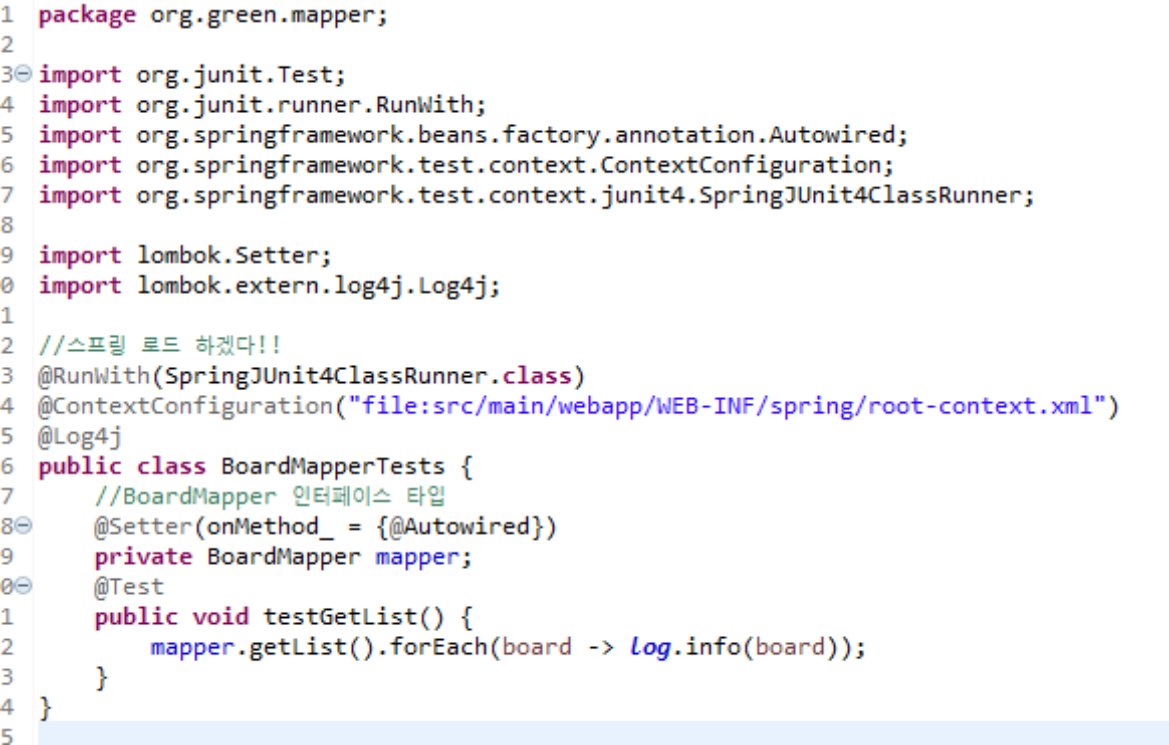 1 package org.green.mapper;
2
3 import org.junit.Test;
4 import org.junit.runner.RunWith;
5 import org.springframework.beans.factory.annotation.Autowired;
6 import org.springframework.test.context.ContextConfiguration;
7 import org.springframework.test.context.junit4.SpringJUnit4ClassRunner;
8
9 import lombok.Setter;
0 import lombok.extern.log4j.Log4j;
1
2 //스프링 로드 하겠다!!
3 @RunWith(SpringJUnit4ClassRunner.class)
4 @ContextConfiguration("file:src/main/webapp/WEB-INF/spring/root-context.xml")
5 @Log4j
6 public class BoardMapperTests {
7     //BoardMapper 인터페이스 타입
8     @Setter(onMethod_ = {@Autowired})
9     private BoardMapper mapper;
0     @Test
1     public void testGetList() {
2         mapper.getList().forEach(board -> log.info(board));
3     }
4 }
5